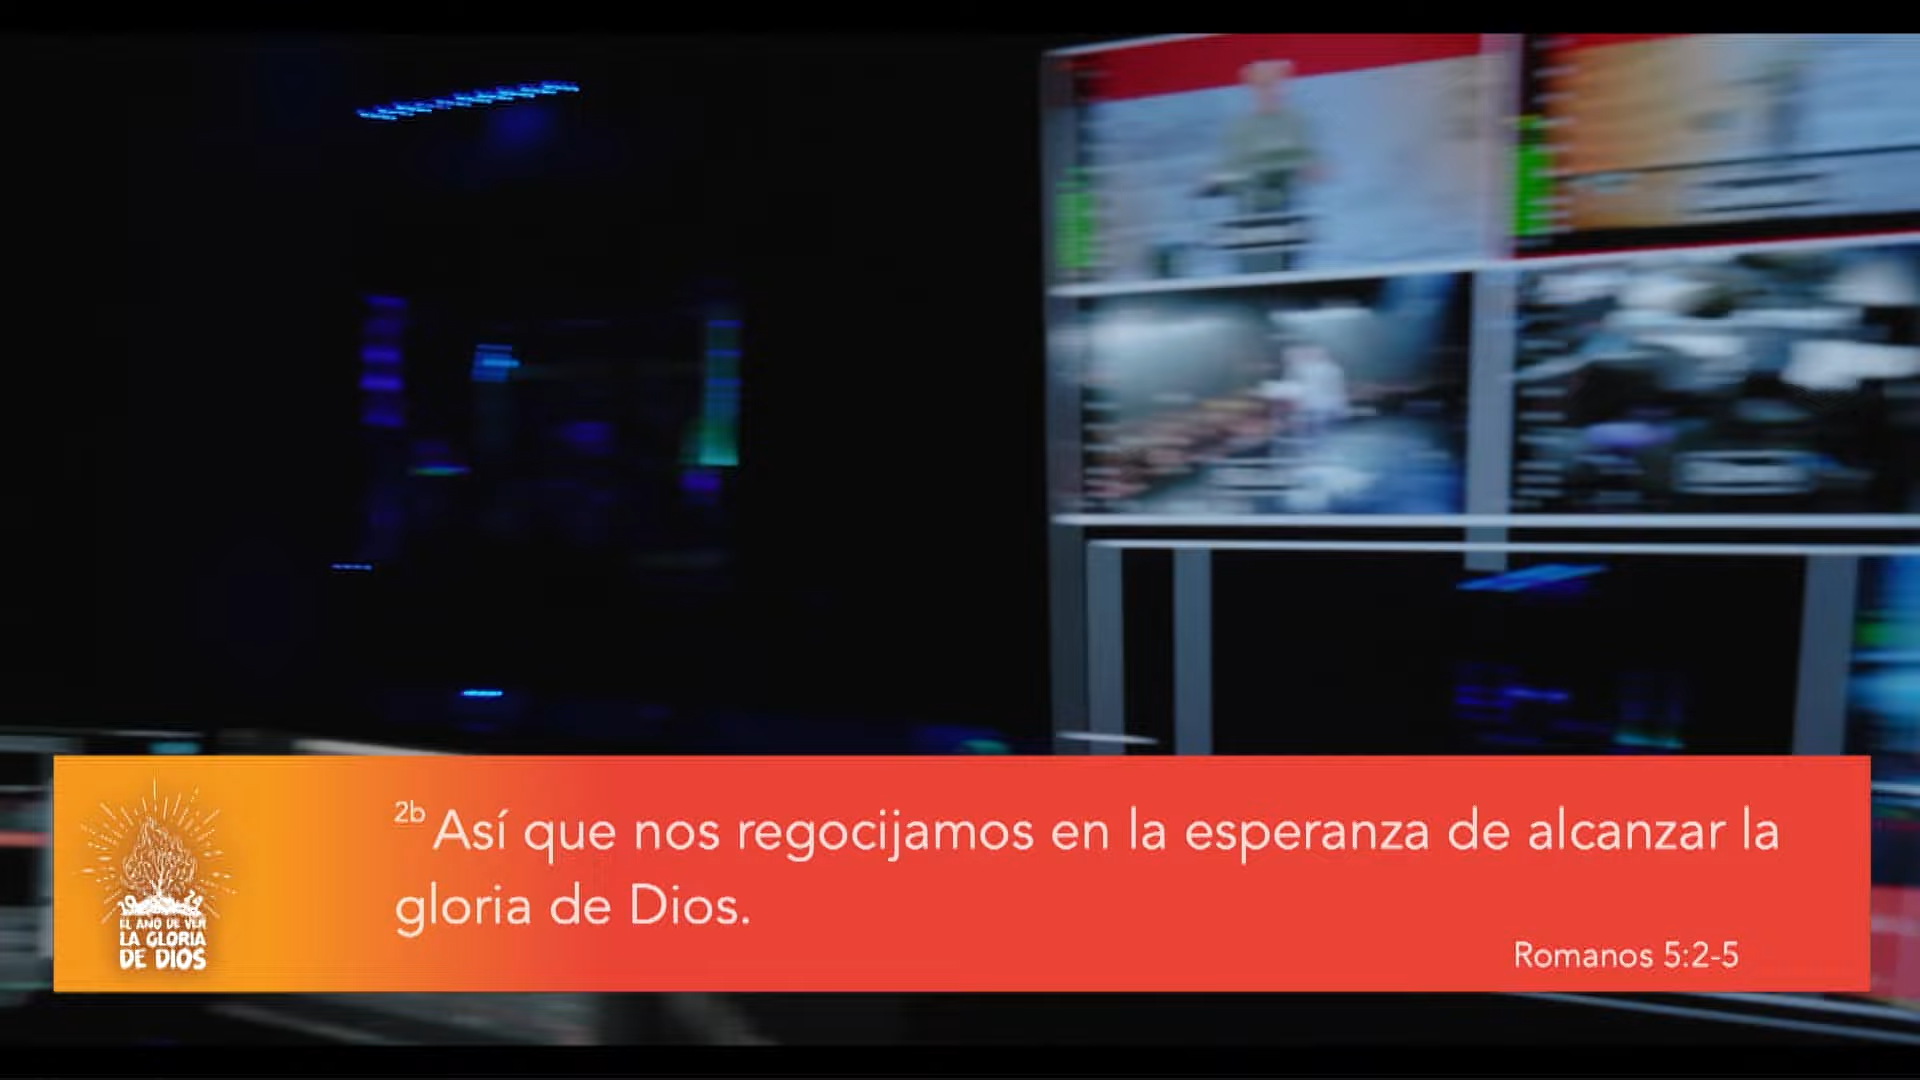 2b Así que nos regocijamos en la esperanza de alcanzar la
gloria de Dios.
Romanos 5:2-5
EL AÑO DE VER
LA GLORIA
DE DIOS